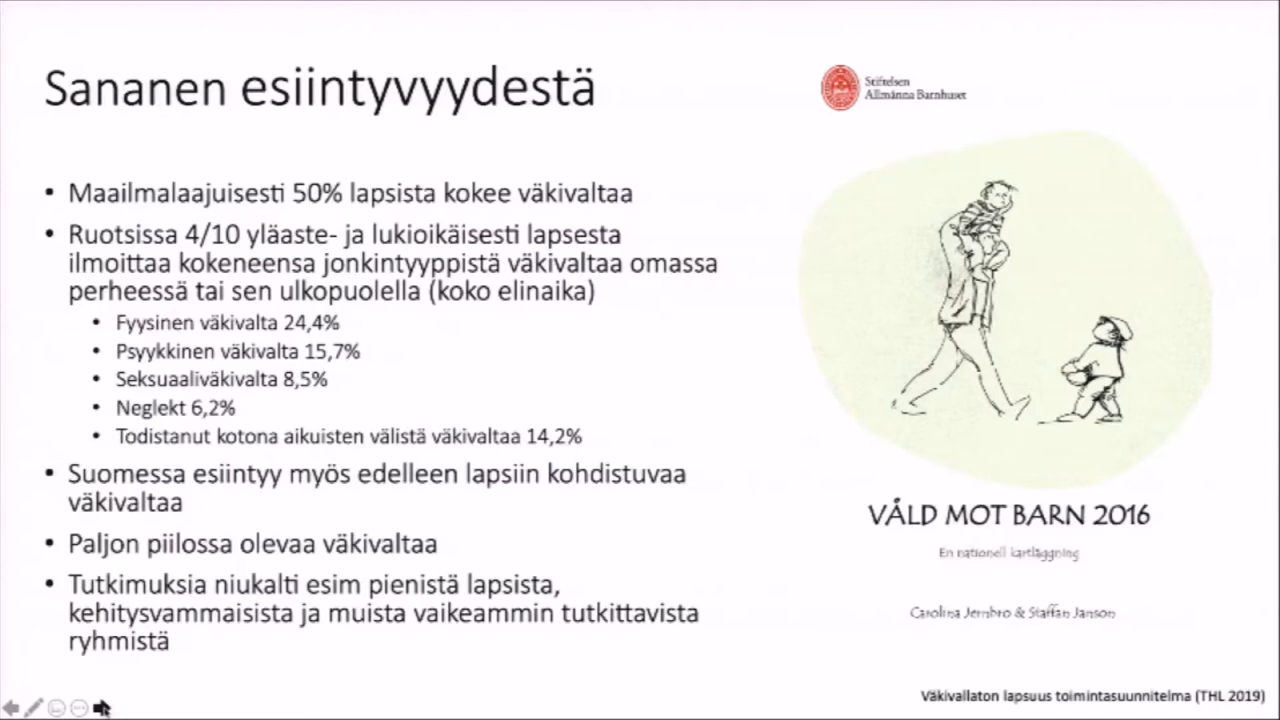 Sananen esiintyvyydestä
Stiftelsen
Allmänna Barnhuset
• Maailmalaajuisesti 50% lapsista kokee väkivaltaa
• Ruotsissa 4/10 yläaste- ja lukioikäisesti lapsesta
ilmoittaa kokeneensa jonkintyyppistä väkivaltaa omassa
perheessä tai sen ulkopuolella (koko elinaika)
• Fyysinen väkivalta 24,4%
• Psyykkinen väkivalta 15,7%
• Seksuaaliväkivalta 8,5%
• Neglekt 6,2%
• Todistanut kotona aikuisten välistä väkivaltaa 14,2%
• Suomessa esiintyy myös edelleen lapsiin kohdistuvaa
väkivaltaa
• Paljon piilossa olevaa väkivaltaa
• Tutkimuksia niukalti esim pienistä lapsista,
kehitysvammaisista ja muista vaikeammin tutkittavista
ryhmistä
VÅLD MOT BARN 2016
En nationell kartläggning
Carolina Jernbro & Staffan Janson
Väkivallaton lapsuus toimintasuunnitelma (THL 2019)